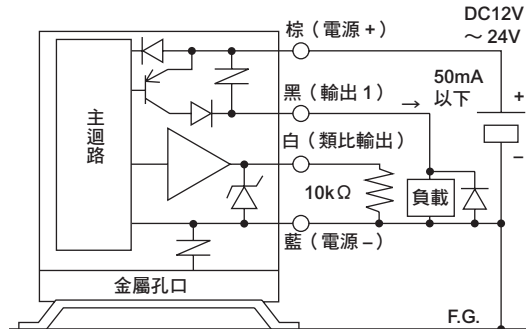 棕（電源＋）
DC12V
～24V
黑（輸出 1）
→
50mA
以下
＋
－
主迴路
白（類比輸出）
10kΩ
負載
藍（電源－）
金屬孔口
F.G.